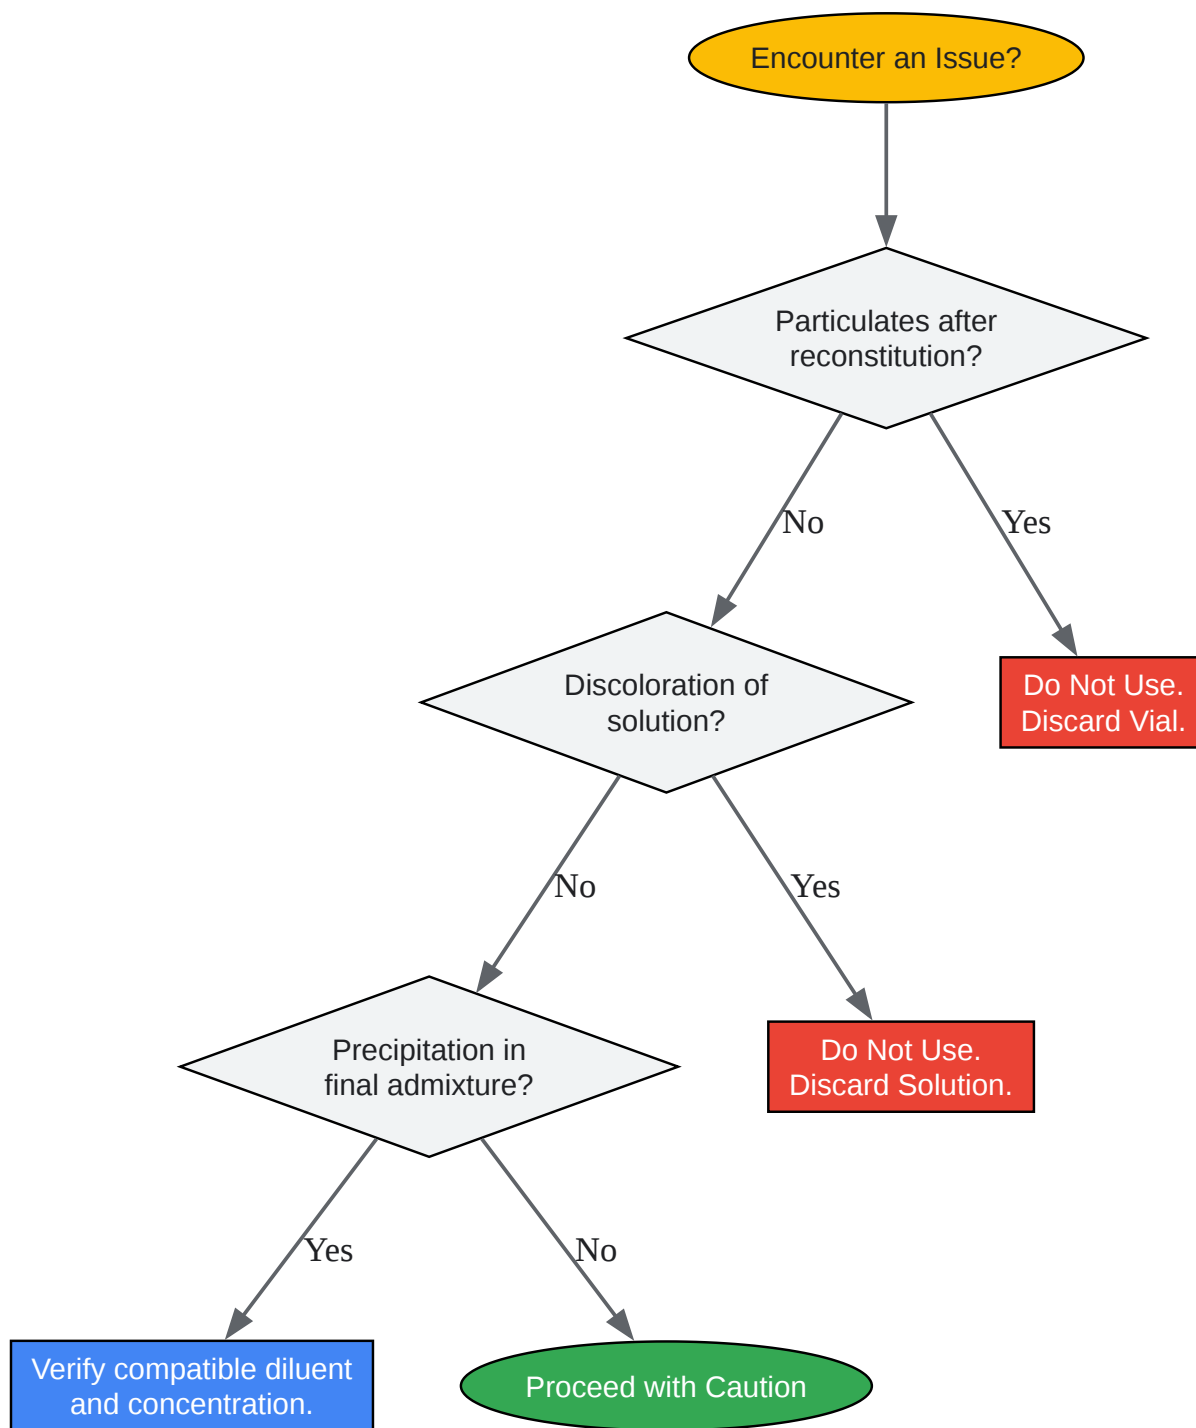 Encounter an Issue?
Particulates after
reconstitution?
No
Yes
Discoloration of
solution?
Do Not Use.
Discard Vial.
No
Yes
Precipitation in
final admixture?
Do Not Use.
Discard Solution.
Yes
No
Verify compatible diluent
and concentration.
Proceed with Caution